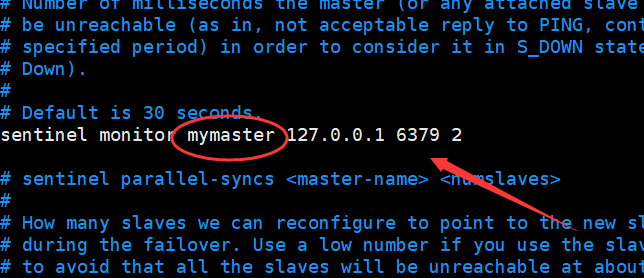 # Number of milliseconds the master (or any attached slave
# be unreachable (as in, not acceptable reply to PING, cont
# specified period) in order to consider it in S_DOWN state
# Down).
#
# Default is 30 seconds.
sentinel monitor mymaster 127.0.0.1 6379 2
# sentinel parallel-syncs <master-name> <numslaves>
#
# How many slaves we can reconfigure to point to the new sl
# during the failover. Use a low number if you use the slav
# to avoid that all the slaves will be unreachable at abou